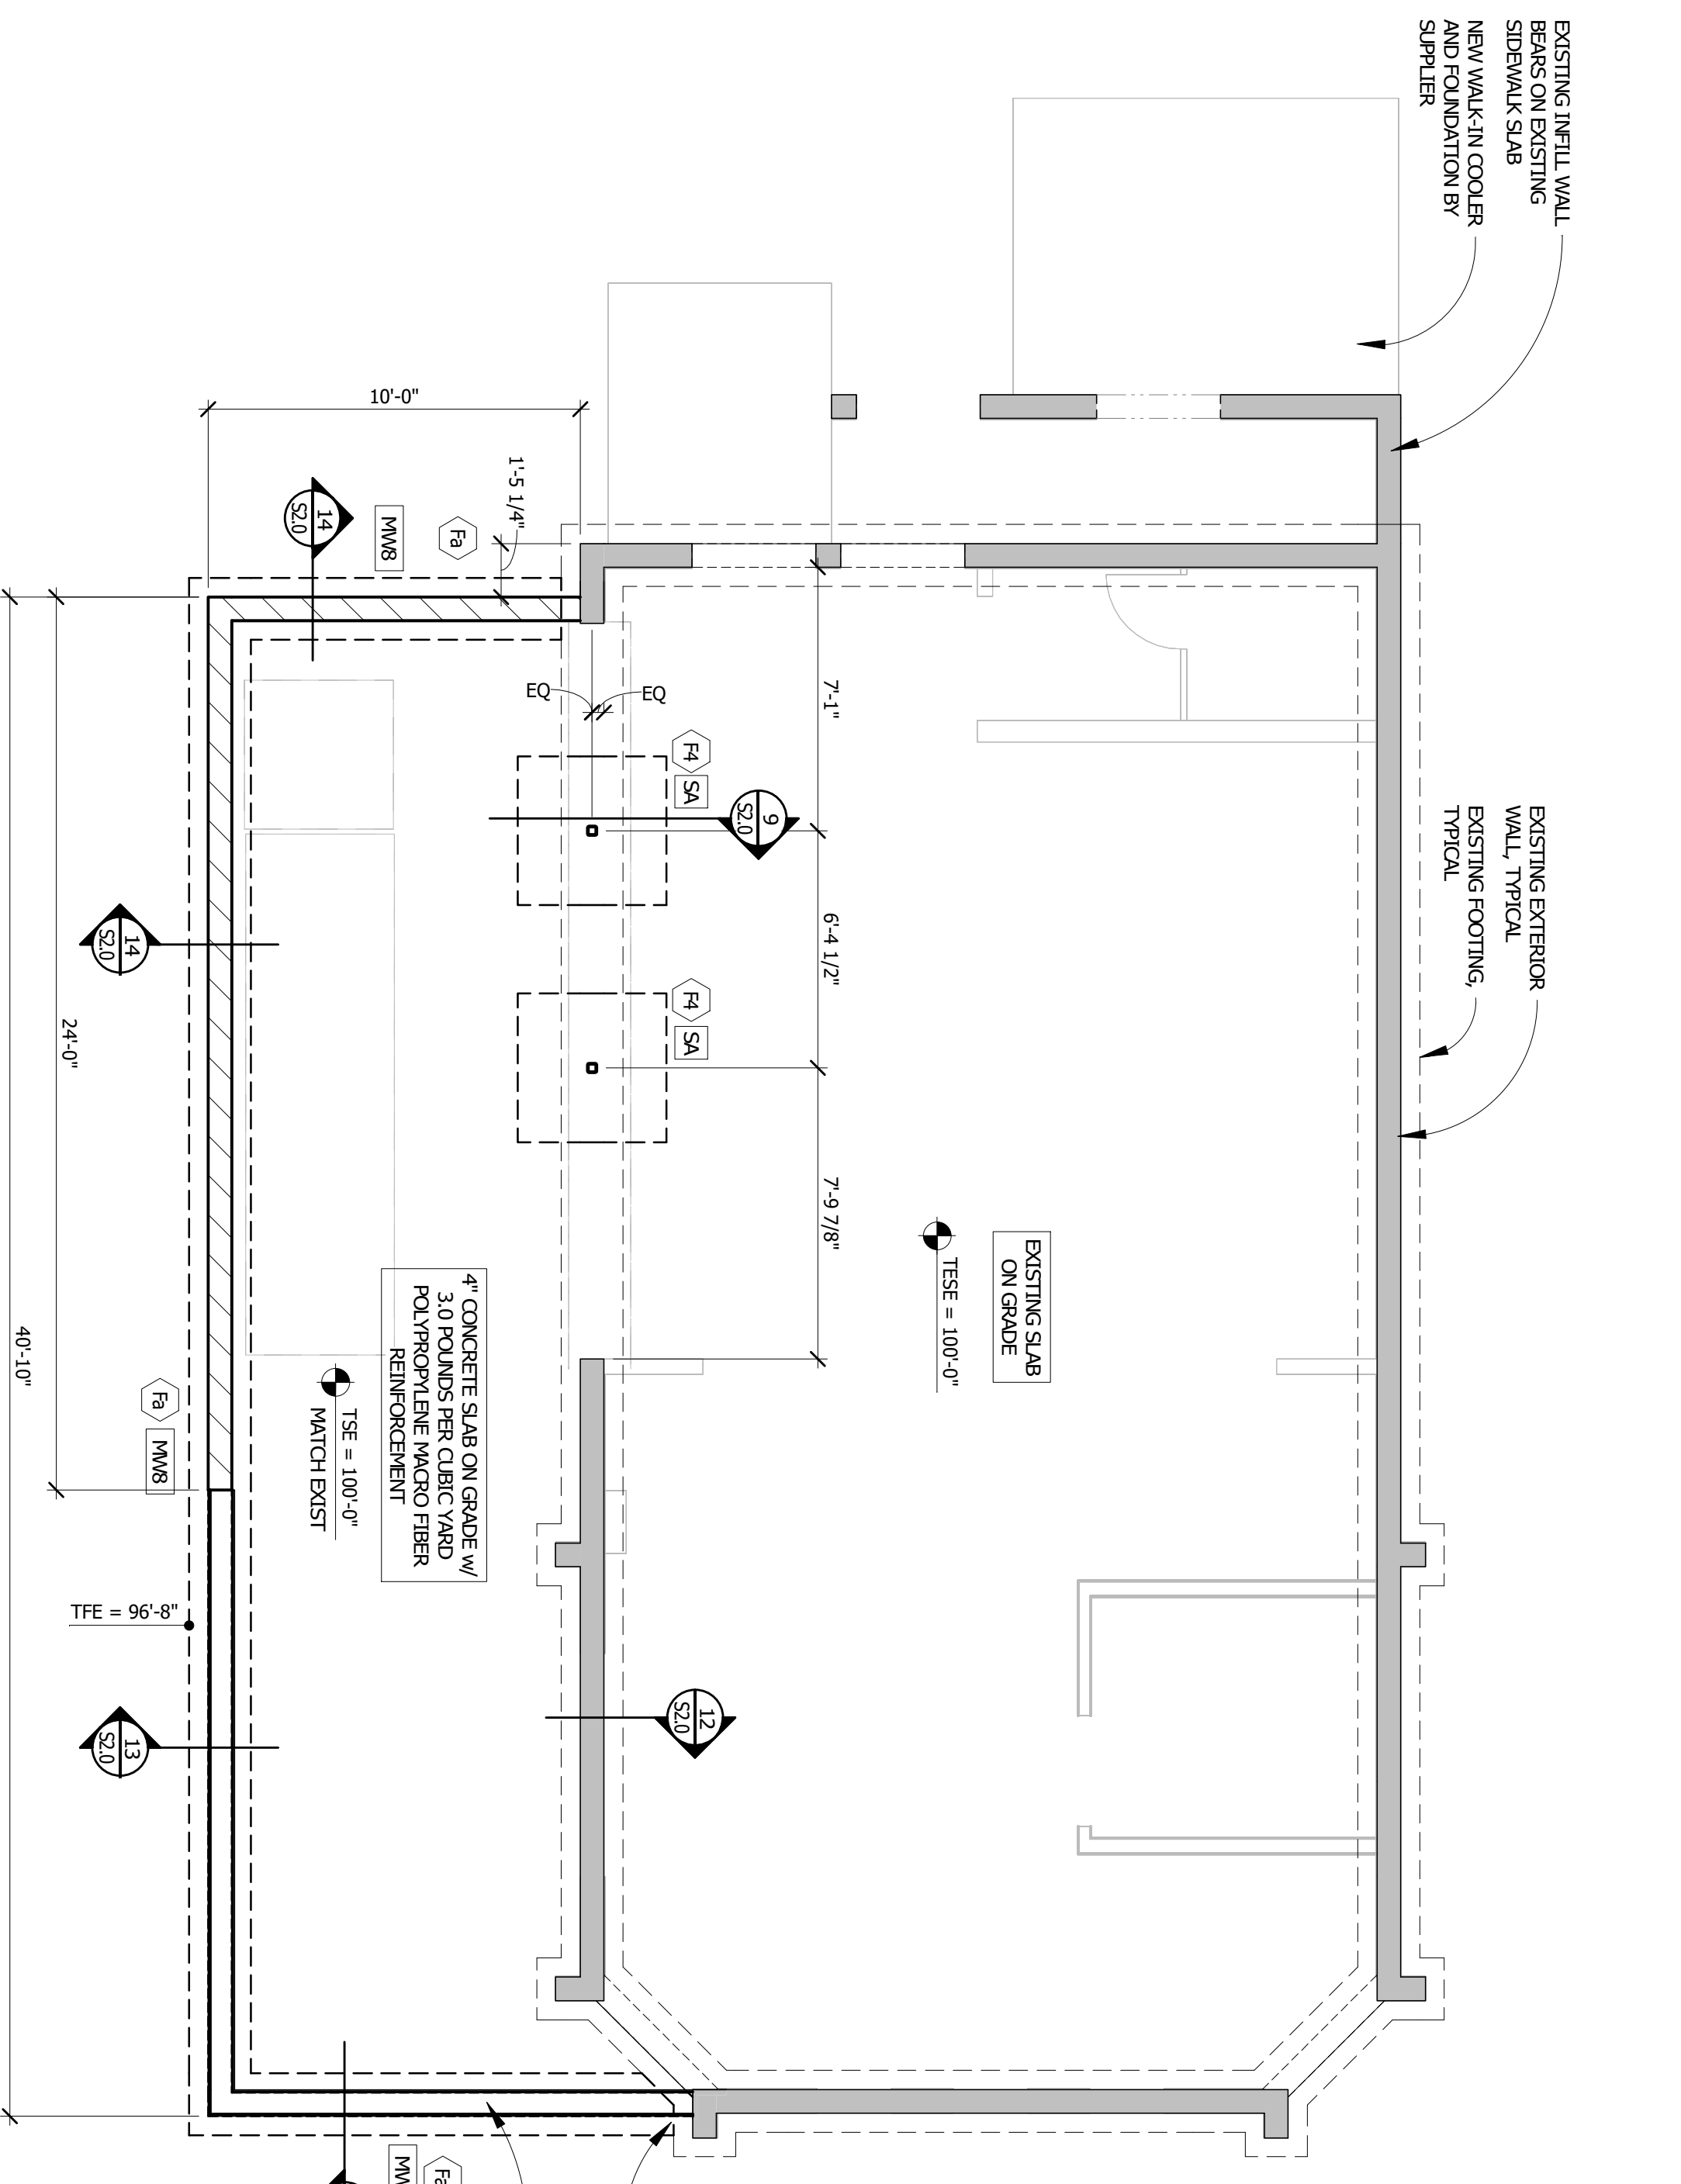 EXISTING INFILL WALL
BEARS ON EXISTING
SIDEWALK SLAB
NEW WALK-IN COOLER
AND FOUNDATION BY
SUPPLIER
EXISTING EXTERIOR
WALL, TYPICAL
EXISTING FOOTING,
TYPICAL
10'-0"
1'-5 1/4"
14
S2.0
MW8
Fa
EQ
EQ
7'-1"
6'-4 1/2"
7'-9 7/8"
F4
SA
9
S2.0
F4
SA
EXISTING SLAB
ON GRADE
TESE = 100'-0"
4" CONCRETE SLAB ON GRADE w/
3.0 POUNDS PER CUBIC YARD
POLYPROPYLENE MACRO FIBER
REINFORCEMENT
TSE = 100'-0"
MATCH EXIST
14
S2.0
24'-0"
40'-10"
Fa
MW8
TFE = 96'-8"
12
S2.0
13
S2.0
MW
Fa